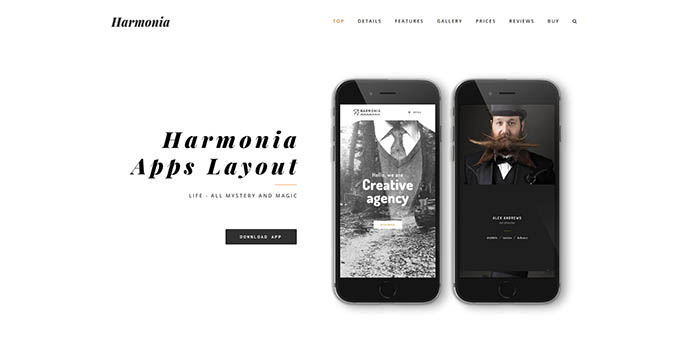 Harmonia
TOP DETAILS FEATURES GALLERY PRICES REVIEWS BUY
Harmonia
Apps Layout
LIFE - ALL MYSTERY AND MAGIC
DOWNLOAD APP
HARMONIA
Hello, we are
Creative
agency
ALEX ANDREWS